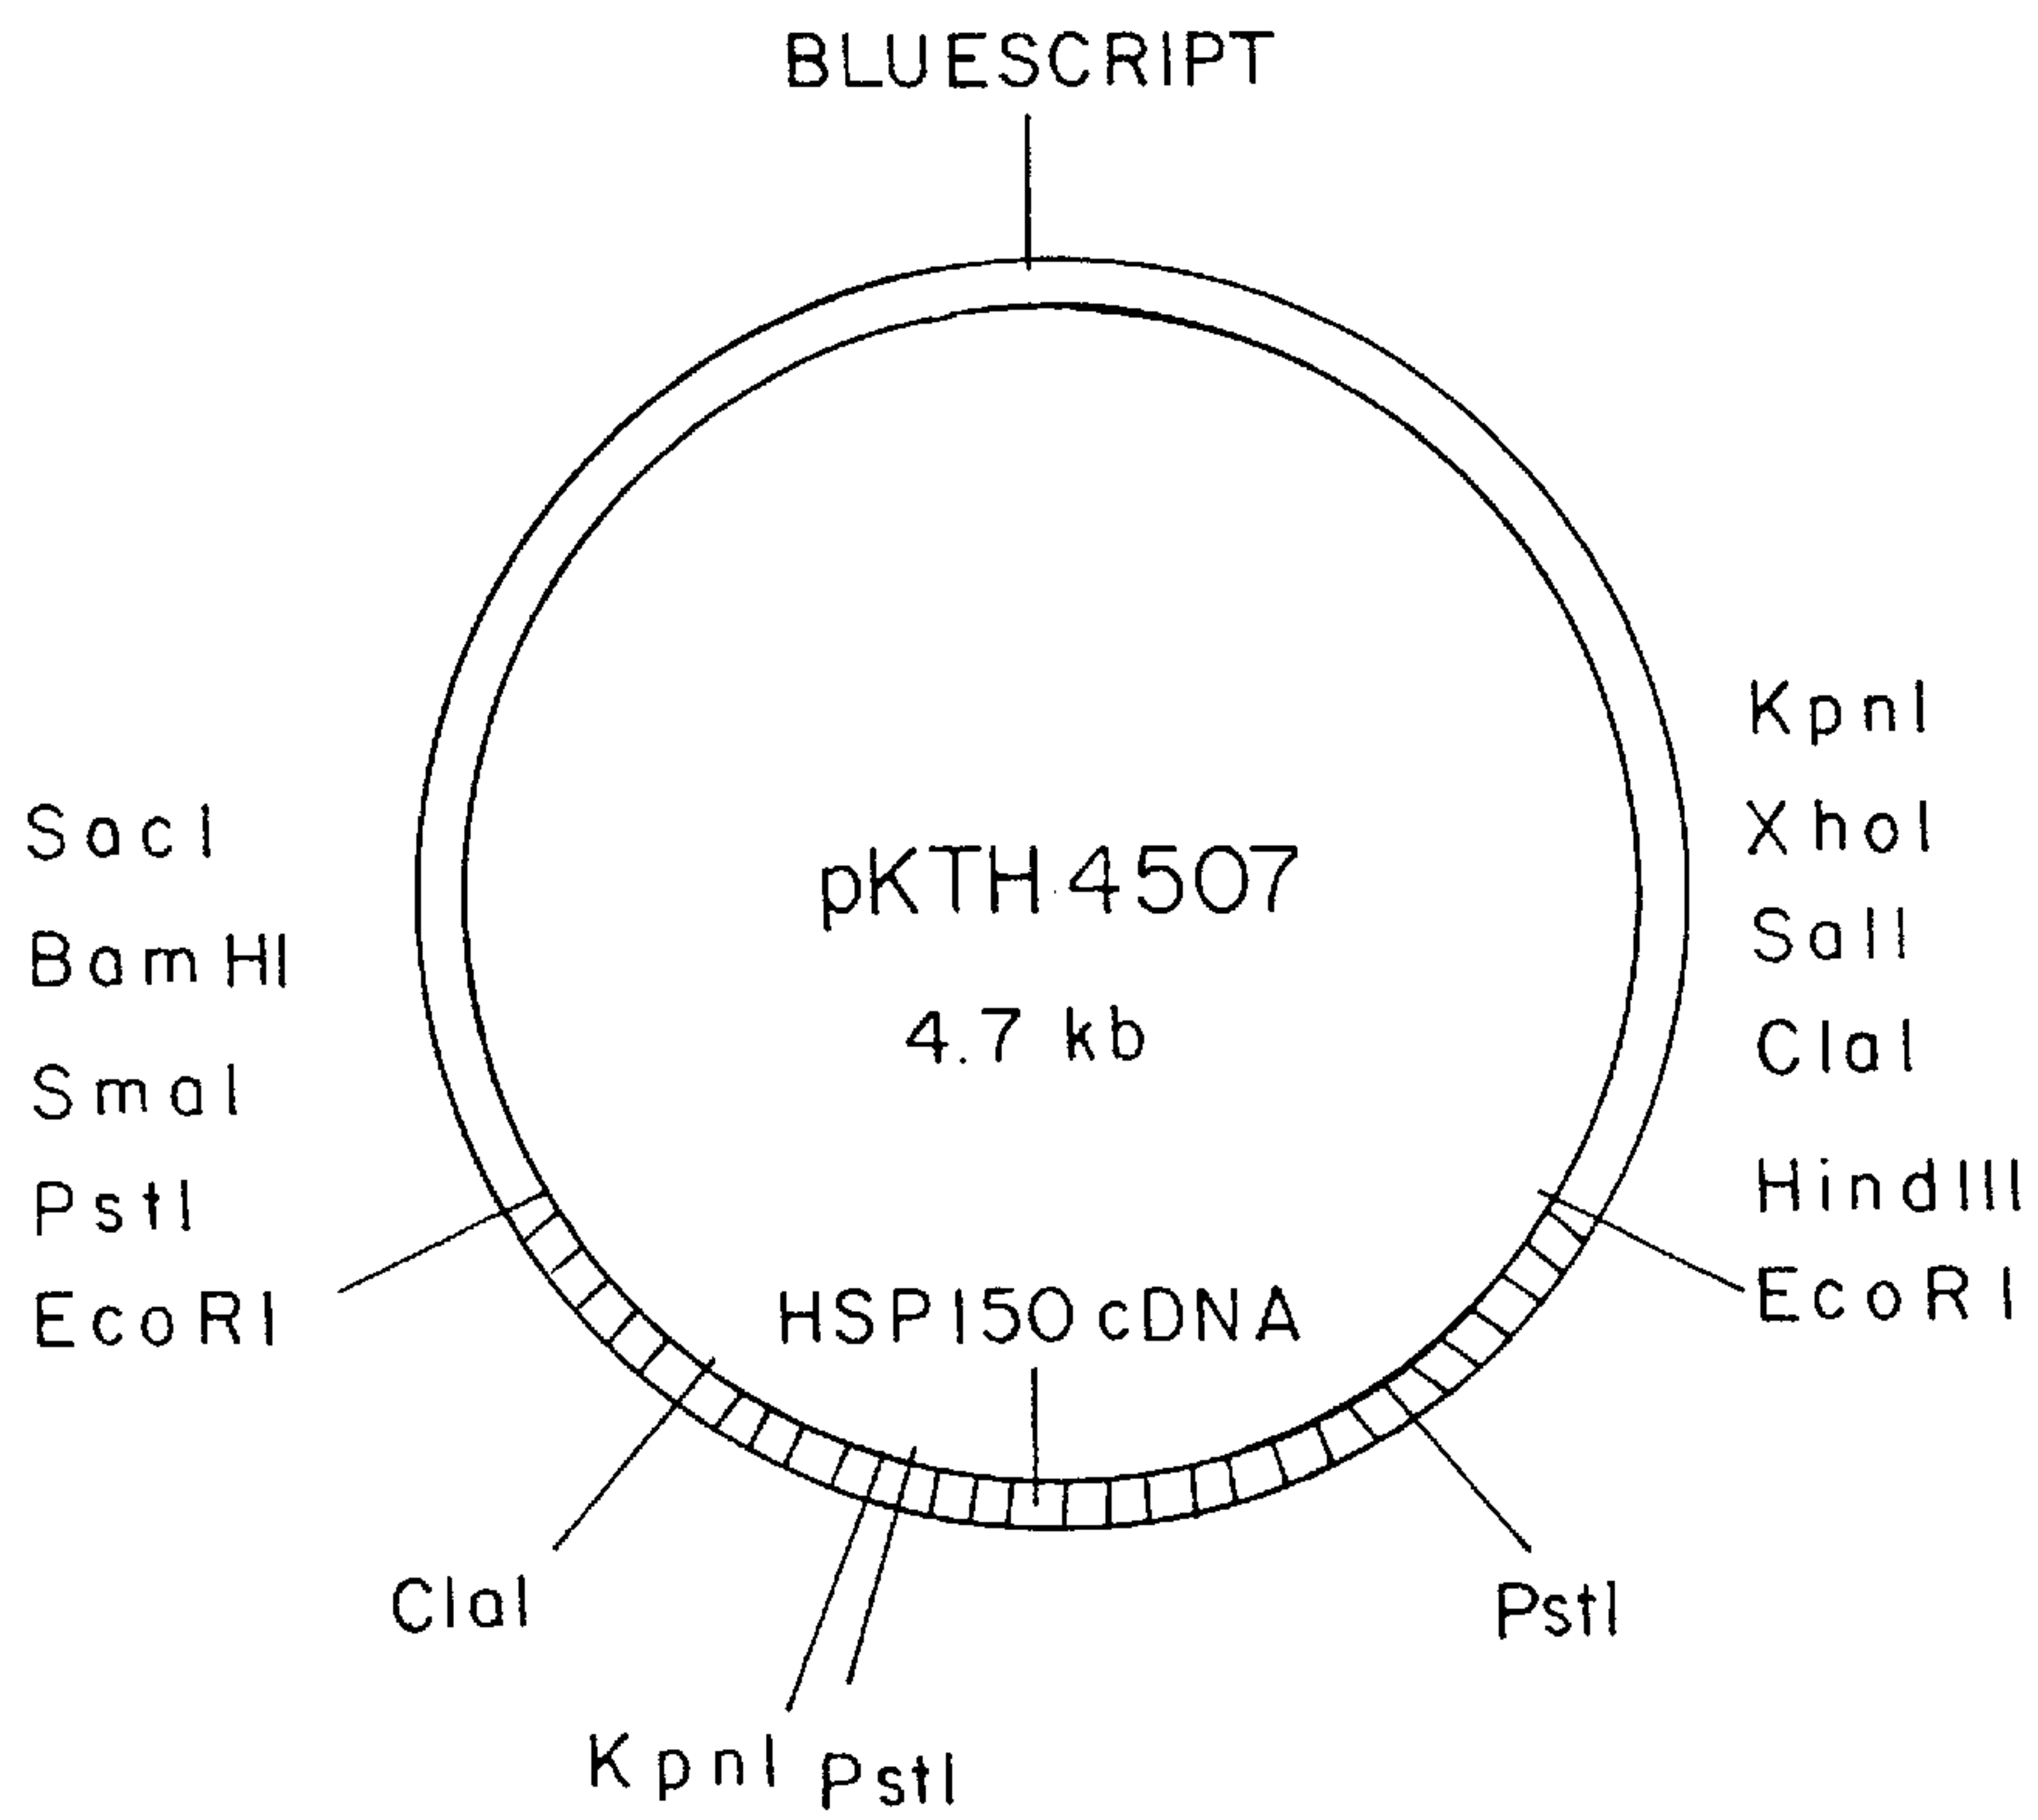 BLUESCRIPT
SacI
BamHI
SmaI
PstI
EcoRI
pKTH 4507
4.7 kb
HSP150 cDNA
KpnI
XhoI
SalI
ClaI
HindIII
EcoRI
ClaI
KpnI
PstI
PstI